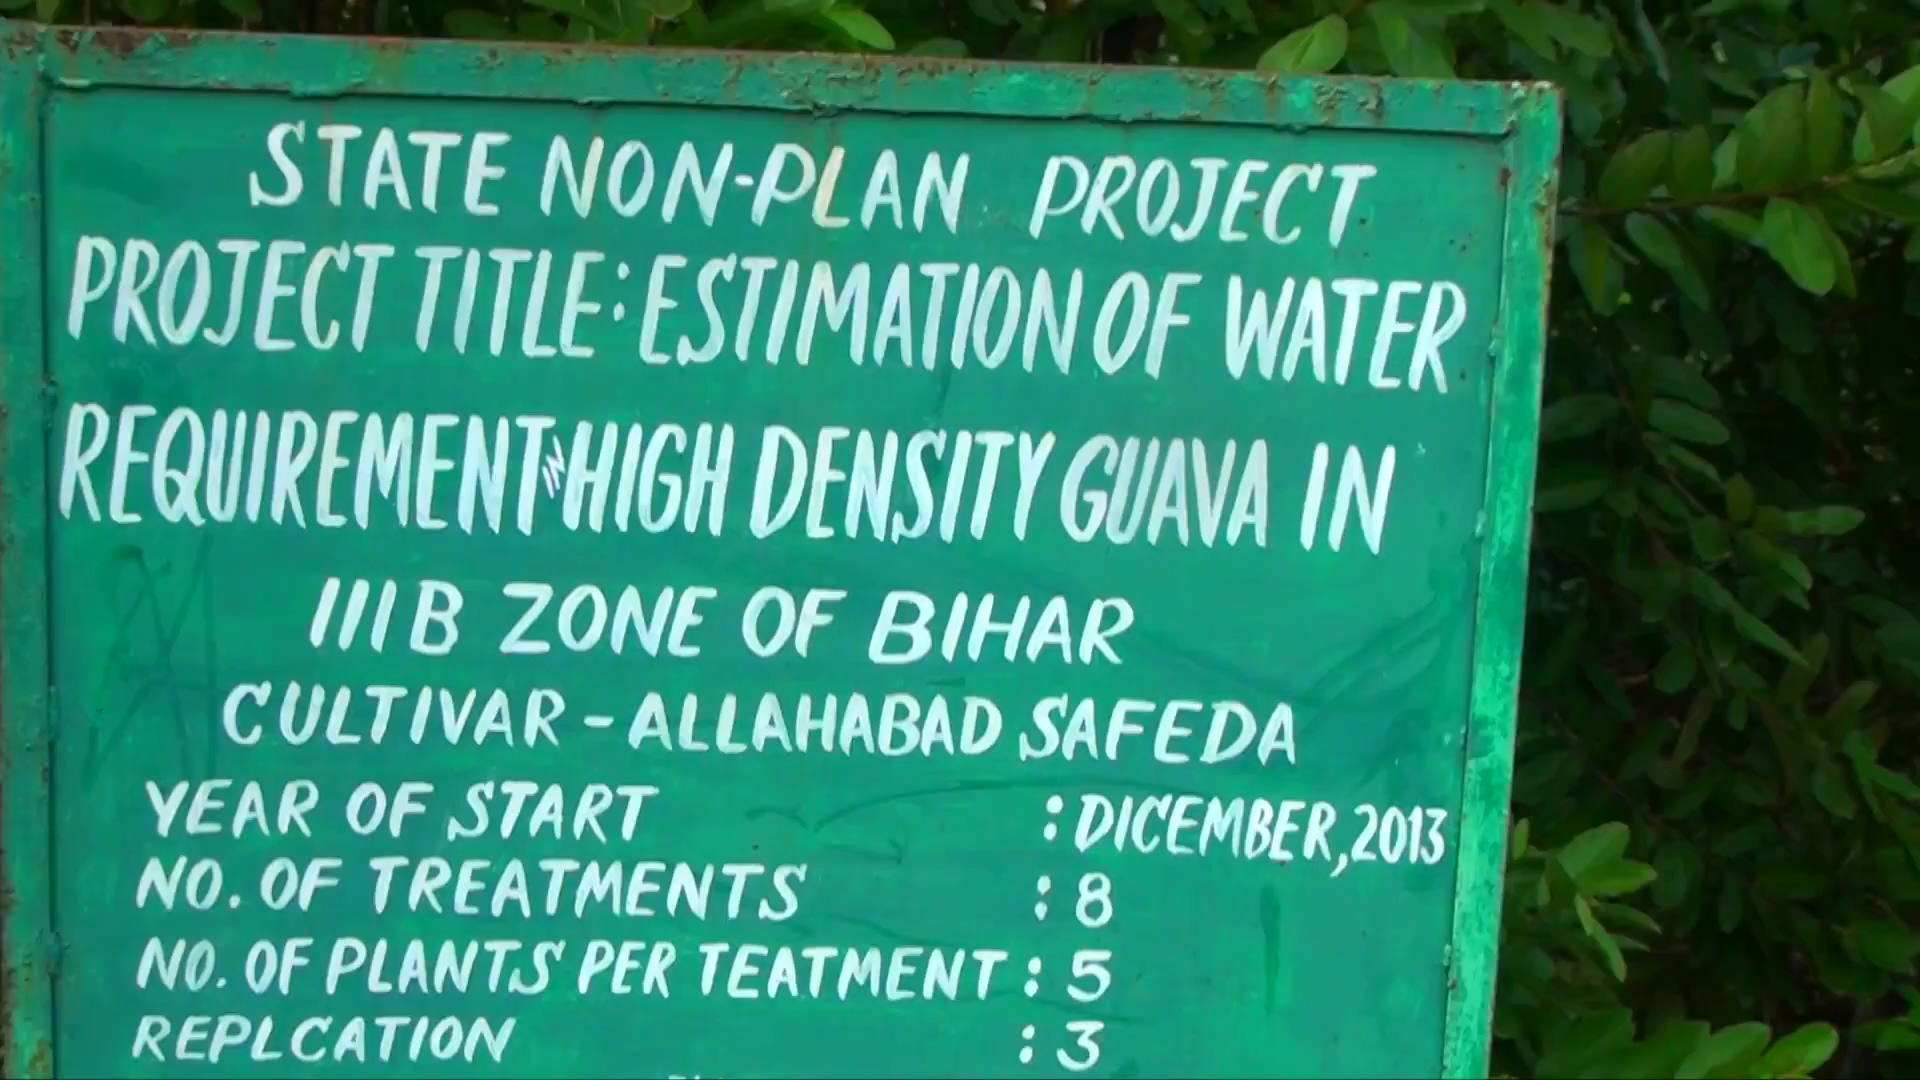 STATE NON-PLAN PROJECT
PROJECT TITLE: ESTIMATION OF WATER
REQUIREMENT IN HIGH DENSITY GUAVA IN
IIIB ZONE OF BIHAR
CULTIVAR - ALLAHABAD SAFEDA
YEAR OF START : DICEMBER, 2013
NO. OF TREATMENTS : 8
NO. OF PLANTS PER TEATMENT : 5
REPLCATION : 3